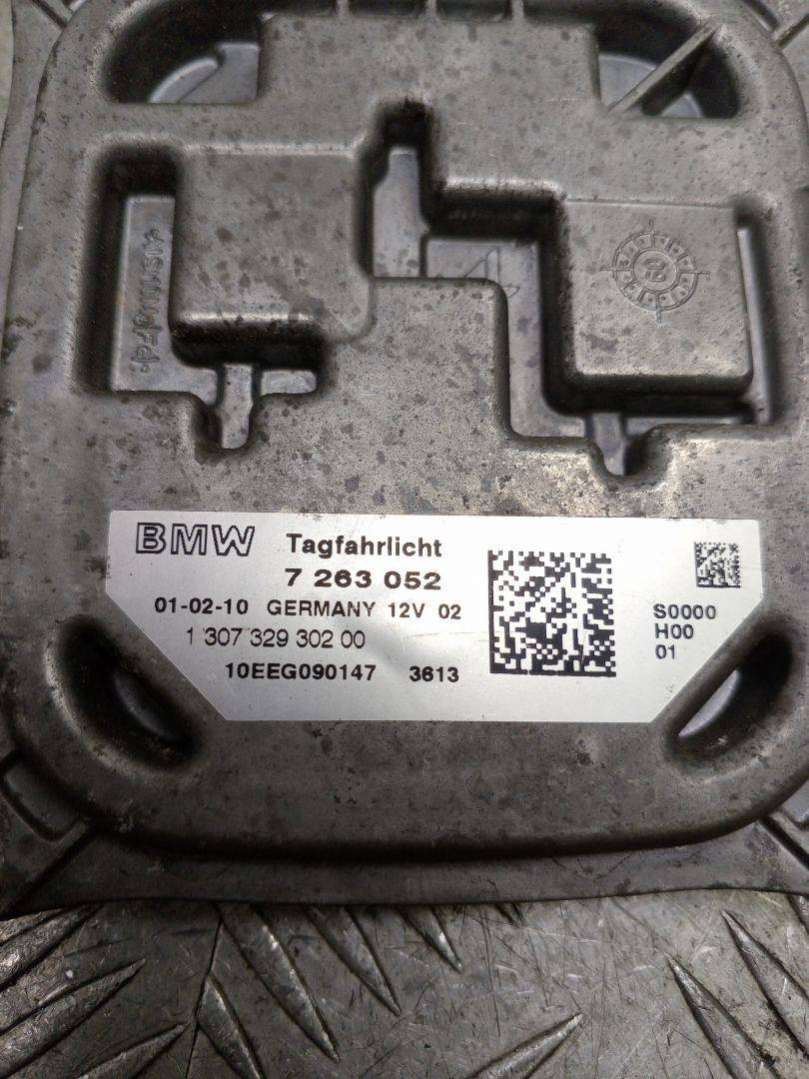 BMW Tagfahrlicht
7 263 052
01-02-10 GERMANY 12V 02
1 307 329 302 00
10EEG090147 3613
S0000
H00
01